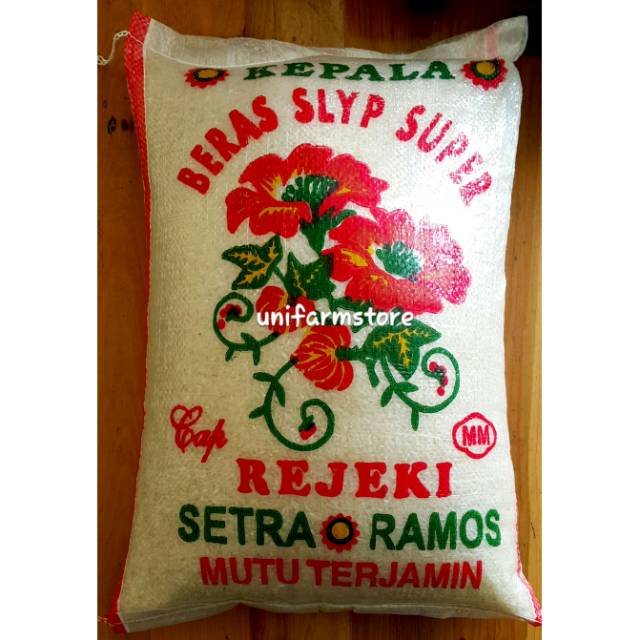 KEPALA
BERAS SLYP SUPER
unifarmstore
Cap
MM
REJEKI
SETRA RAMOS
MUTU TERJAMIN